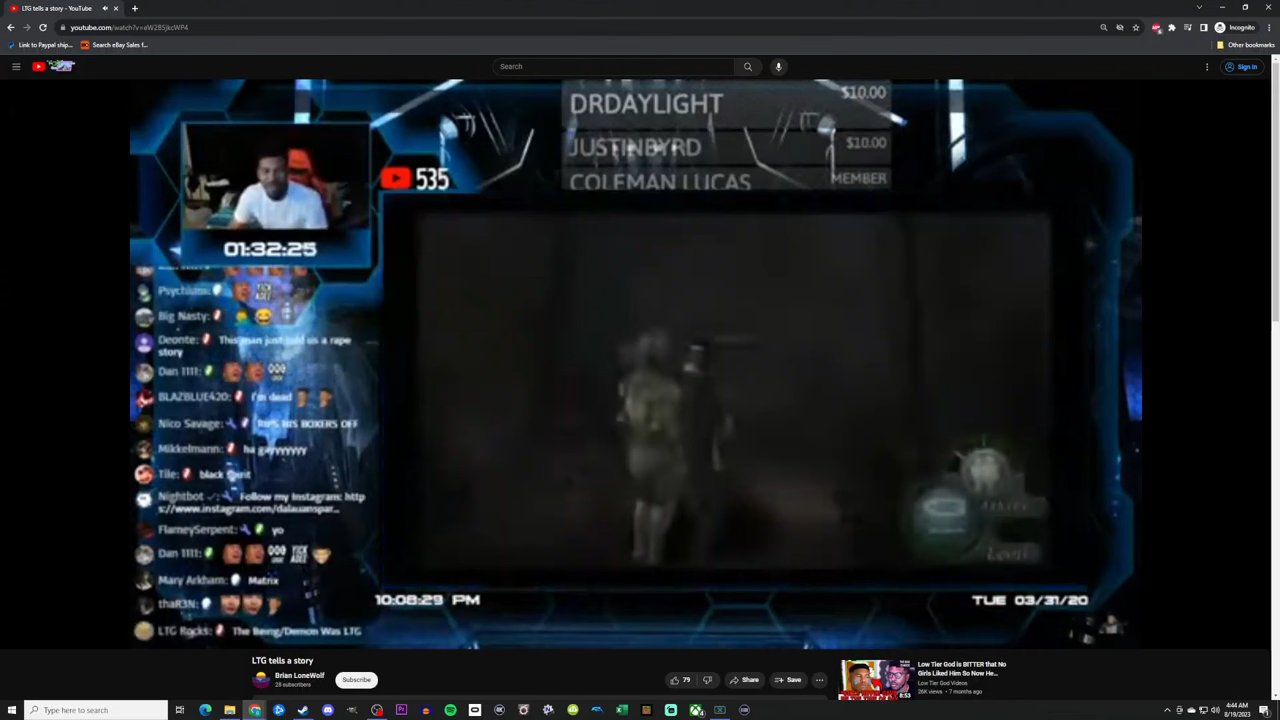 LTG tells a story - YouTube
youtube.com/watch?v=eW2B5jkcWP4
Incognito
Link to Paypal ship...
Search eBay Sales f...
Other bookmarks
Search
Sign in
DRDAYLIGHT $10.00
JUSTINBYRD $10.00
COLEMAN LUCAS MEMBER
535
01:32:25
Psychisms:
Big Nasty:
Deonte: This man just told us a rape
story
Dan 1111:
BLAZBLUE420: I'm dead
Nico Savage: RIPS HIS BOXERS OFF
Mikkelmann: ha gayyyyyy
Tile: black spirit
Nightbot Follow my Instagram: http
s://www.instagram.com/dalauanspar...
FlameySerpent: yo
Dan 1111:
Mary Arkham: Matrix
thaR3N:
LTG Rocks: The Being/Demon Was LTG
Ashley
Leon
10:08:29 PM
TUE 03/31/20
LTG tells a story
Brian LoneWolf
28 subscribers
Subscribe
79
Share
Save
8:53
Low Tier God is BITTER that No
Girls Liked Him So Now He...
Low Tier God Videos
26K views • 7 months ago
Type here to search
4:44 AM
8/19/2023